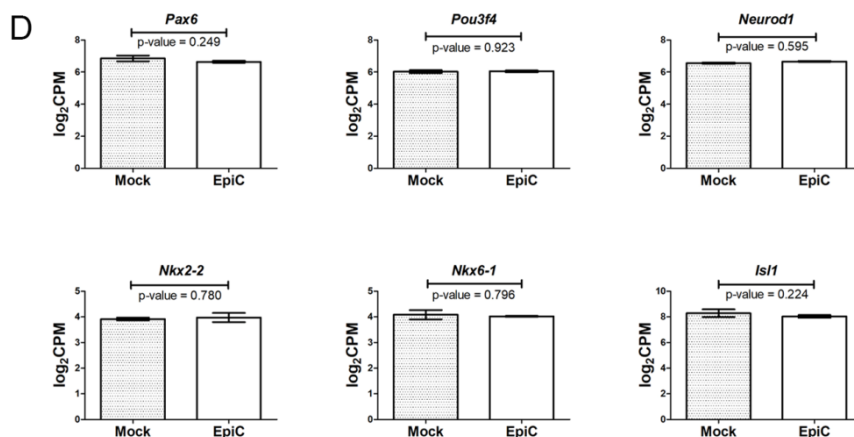 D
Pax6
p-value = 0.249
log2CPM
8
6
4
2
0
Mock EpiC
Pou3f4
p-value = 0.923
log2CPM
8
6
4
2
0
Mock EpiC
Neurod1
p-value = 0.595
log2CPM
8
6
4
2
0
Mock EpiC
Nkx2-2
p-value = 0.780
log2CPM
5
4
3
2
1
0
Mock EpiC
Nkx6-1
p-value = 0.796
log2CPM
5
4
3
2
1
0
Mock EpiC
Isl1
p-value = 0.224
log2CPM
10
8
6
4
2
0
Mock EpiC